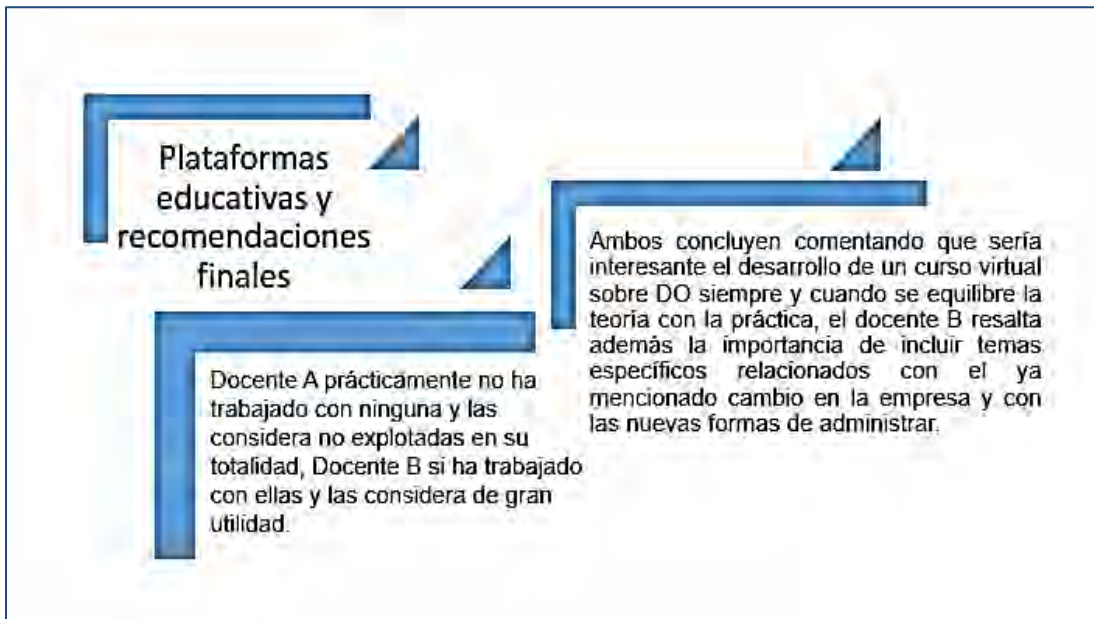 Plataformas
educativas y
recomendaciones
finales
Docente A prácticamente no ha
trabajado con ninguna y las
considera no explotadas en su
totalidad, Docente B si ha trabajado
con ellas y las considera de gran
utilidad.
Ambos concluyen comentando que sería
interesante el desarrollo de un curso virtual
sobre DO siempre y cuando se equilibre la
teoría con la práctica, el docente B resalta
además la importancia de incluir temas
específicos relacionados con el ya
mencionado cambio en la empresa y con
las nuevas formas de administrar.